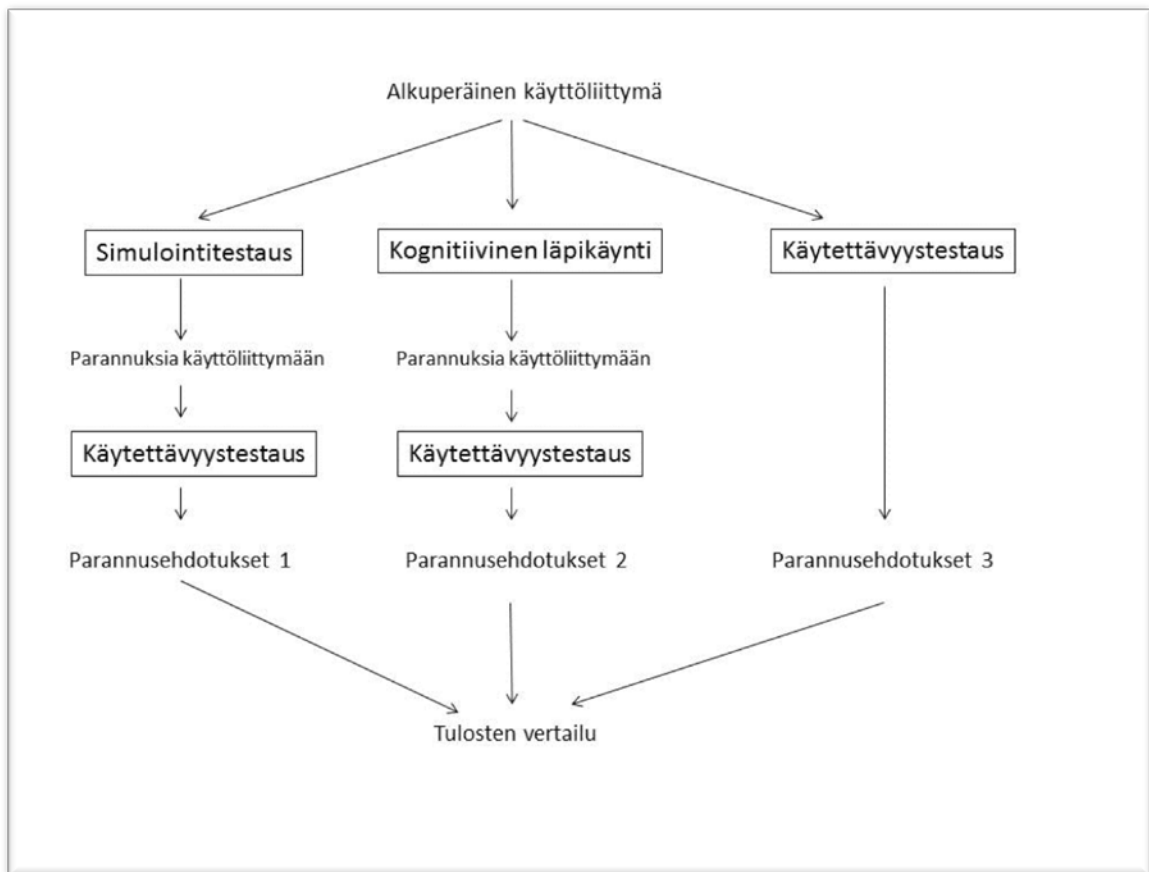 Alkuperäinen käyttöliittymä
Simulointitestaus
Kognitiivinen läpikäynti
Käytettävyystestaus
Parannuksia käyttöliittymään
Parannuksia käyttöliittymään
Käytettävyystestaus
Käytettävyystestaus
Parannusehdotukset 1
Parannusehdotukset 2
Parannusehdotukset 3
Tulosten vertailu